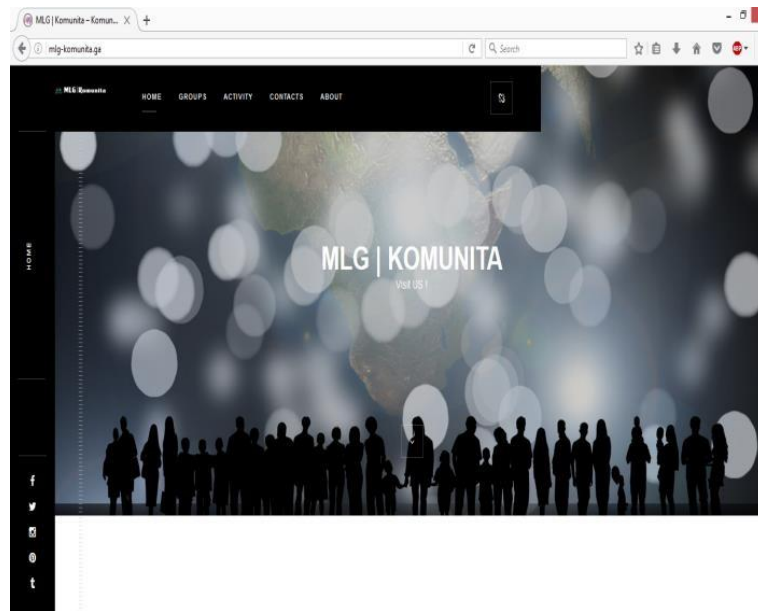 MLG | Komunita – Komun...
mlg-komunita.ga
Search
ABP
MLG|Komunita
HOME
GROUPS
ACTIVITY
CONTACTS
ABOUT
HOME
MLG | KOMUNITA
Visit US !